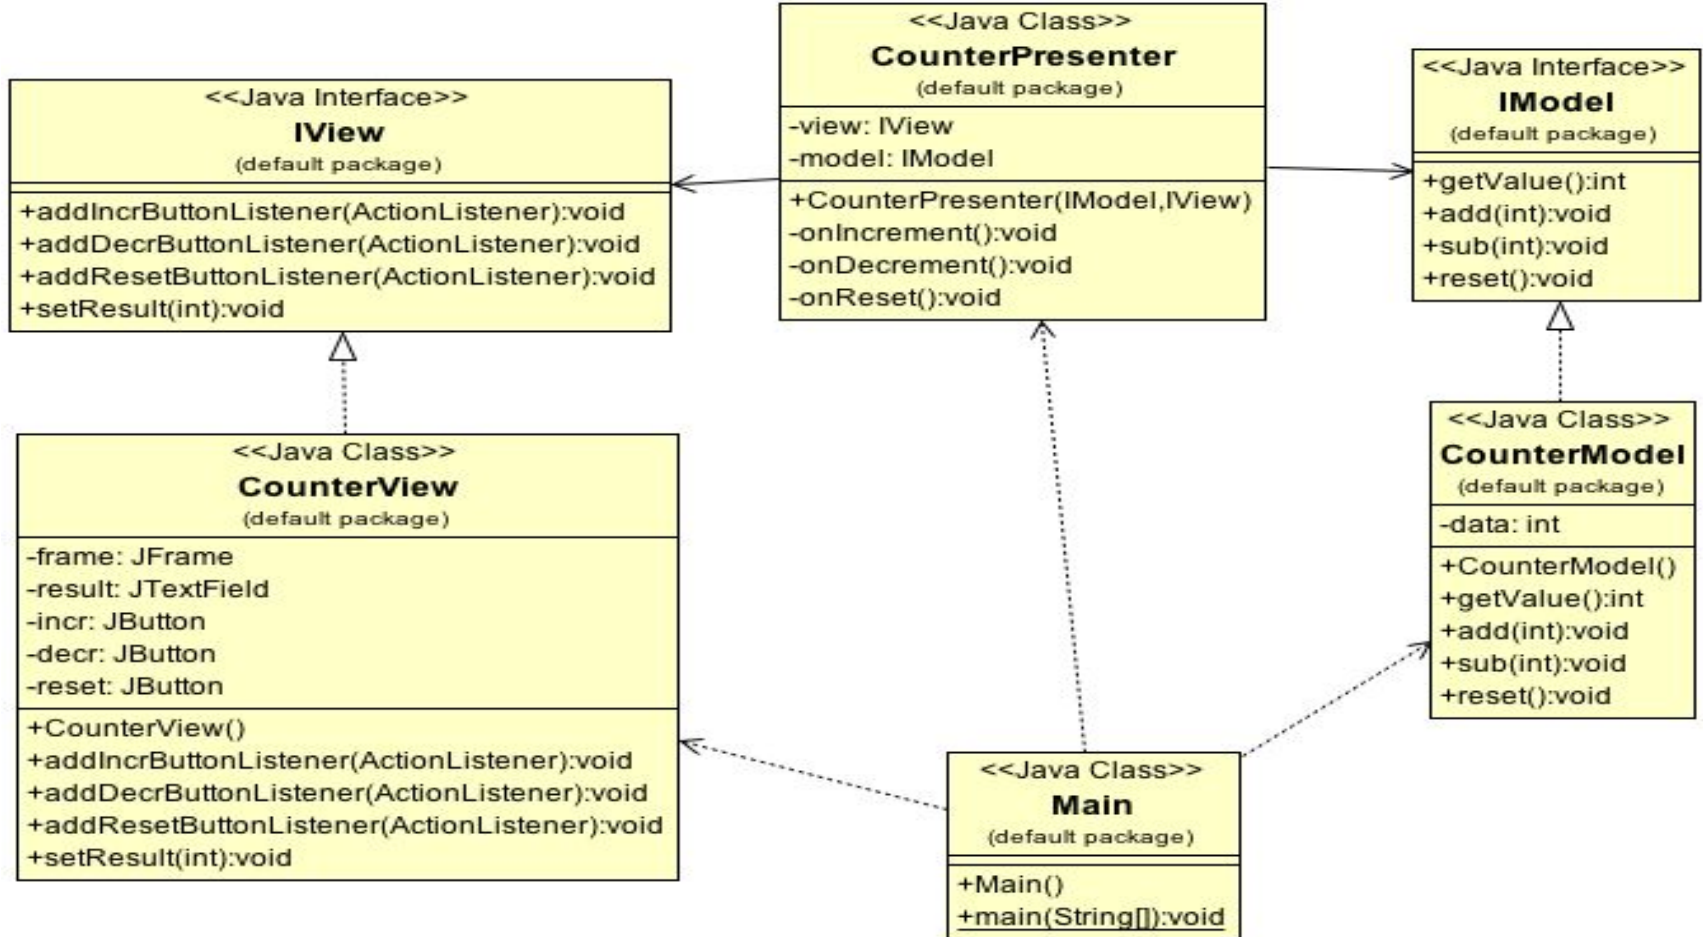 <<Java Interface>>
IView
(default package)
+addIncrButtonListener(ActionListener):void
+addDecrButtonListener(ActionListener):void
+addResetButtonListener(ActionListener):void
+setResult(int):void
<<Java Class>>
CounterPresenter
(default package)
-view: IView
-model: IModel
+CounterPresenter(IModel,IView)
-onIncrement():void
-onDecrement():void
-onReset():void
<<Java Interface>>
IModel
(default package)
+getValue():int
+add(int):void
+sub(int):void
+reset():void
<<Java Class>>
CounterView
(default package)
-frame: JFrame
-result: JTextField
-incr: JButton
-decr: JButton
-reset: JButton
+CounterView()
+addIncrButtonListener(ActionListener):void
+addDecrButtonListener(ActionListener):void
+addResetButtonListener(ActionListener):void
+setResult(int):void
<<Java Class>>
Main
(default package)
+Main()
+main(String[]):void
<<Java Class>>
CounterModel
(default package)
-data: int
+CounterModel()
+getValue():int
+add(int):void
+sub(int):void
+reset():void